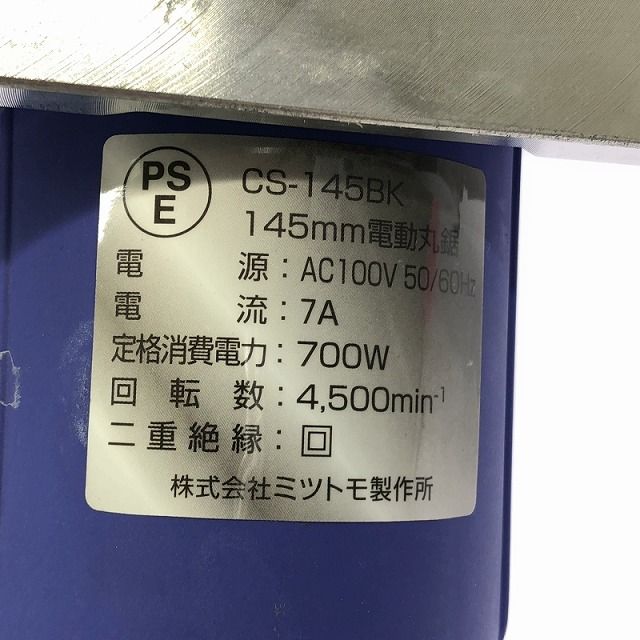 PS
E
CS-145BK
145mm電動丸鋸
電源：AC100V 50/60Hz
電流：7A
定格消費電力：700W
回転数：4,500min-1
二重絶縁：回
株式会社ミツトモ製作所